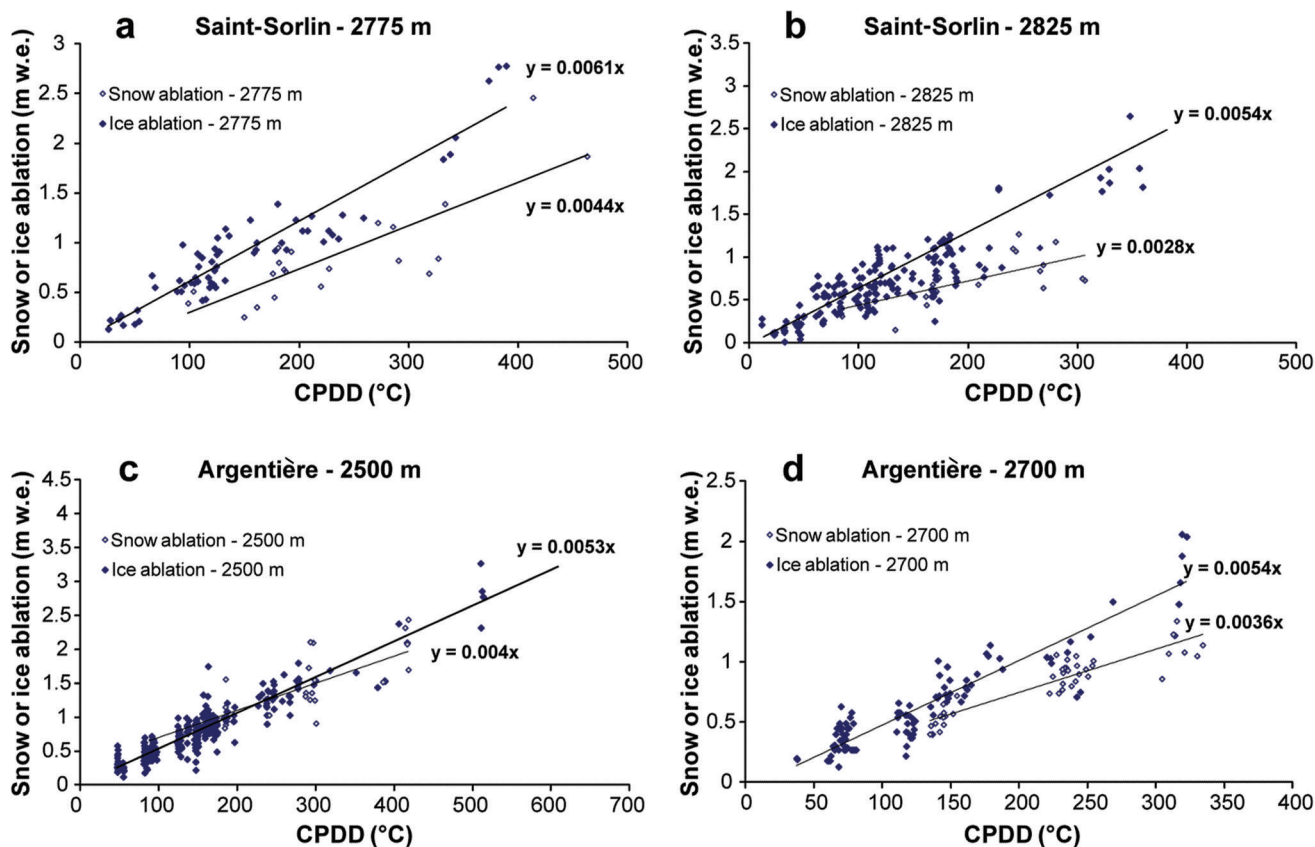 a Saint-Sorlin - 2775 m
Snow or ice ablation (m w.e.)
3
2.5
2
1.5
1
0.5
0
Snow ablation - 2775 m
Ice ablation - 2775 m
y = 0.0061x
y = 0.0044x
0 100 200 300 400 500
CPDD (°C)
b Saint-Sorlin - 2825 m
Snow or ice ablation (m w.e.)
3.5
3
2.5
2
1.5
1
0.5
0
Snow ablation - 2825 m
Ice ablation - 2825 m
y = 0.0054x
y = 0.0028x
0 100 200 300 400 500
CPDD (°C)
c Argentière - 2500 m
Snow or ice ablation (m w.e.)
4.5
4
3.5
3
2.5
2
1.5
1
0.5
0
Snow ablation - 2500 m
Ice ablation - 2500 m
y = 0.0053x
y = 0.004x
0 100 200 300 400 500 600 700
CPDD (°C)
d Argentière - 2700 m
Snow or ice ablation (m w.e.)
2.5
2
1.5
1
0.5
0
Snow ablation - 2700 m
Ice ablation - 2700 m
y = 0.0054x
y = 0.0036x
0 50 100 150 200 250 300 350 400
CPDD (°C)